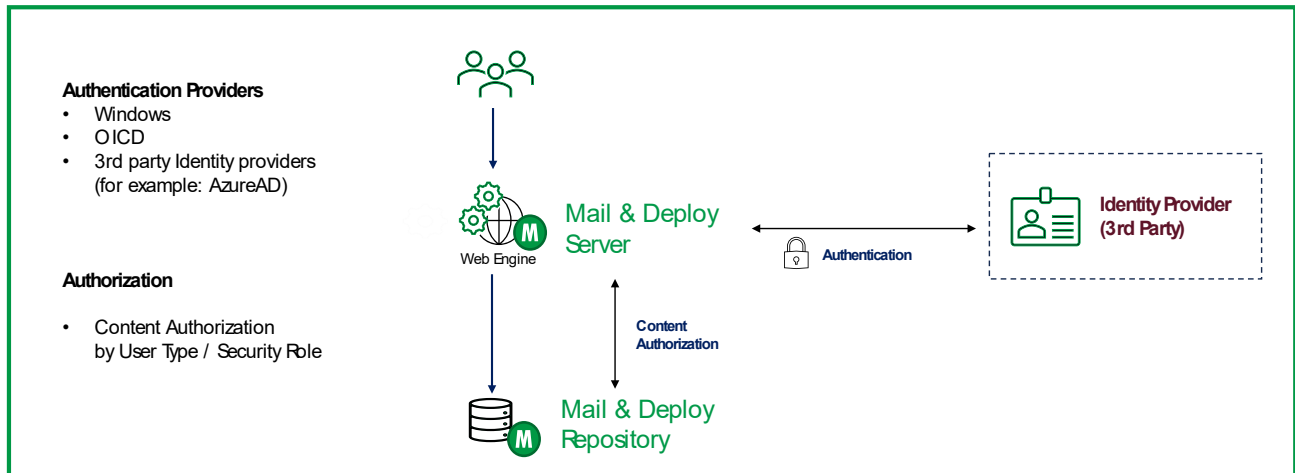 Authentication Providers
• Windows
• OICD
• 3rd party Identity providers
(for example: AzureAD)
Authorization
• Content Authorization
by User Type / Security Role
M
Web Engine
Mail & Deploy
Server
Authentication
Identity Provider
(3rd Party)
Content
Authorization
M
Mail & Deploy
Repository